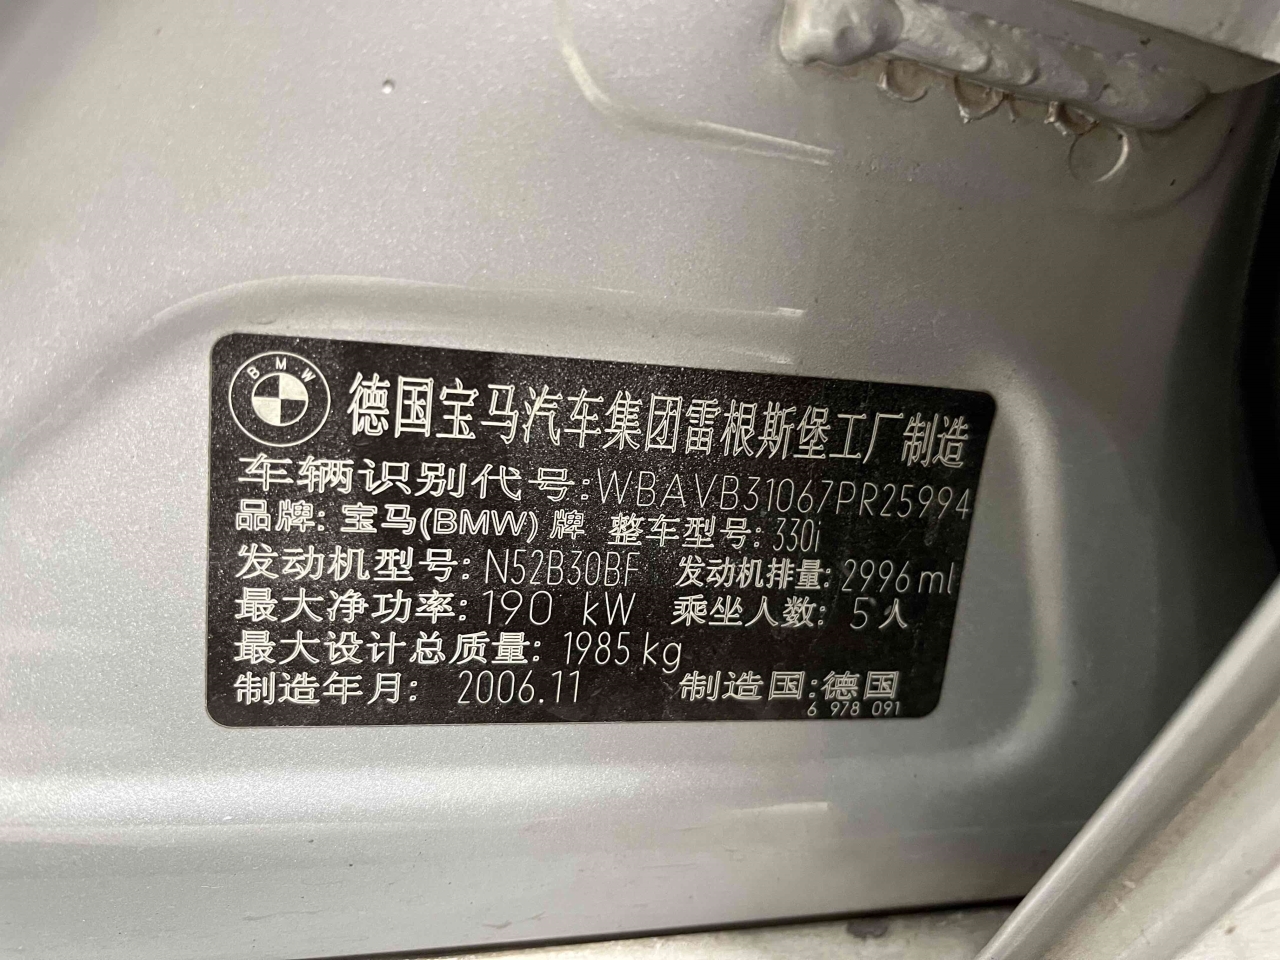 BMW
德国宝马汽车集团雷根斯堡工厂制造
车辆识别代号:WBAVB31067PR25994
品牌: 宝马(BMW) 牌 整车型号: 330i
发动机型号: N52B30BF 发动机排量: 2996 ml
最大净功率: 190 kW 乘坐人数: 5人
最大设计总质量: 1985 kg
制造年月: 2006.11 制造国:德国
6 978 091